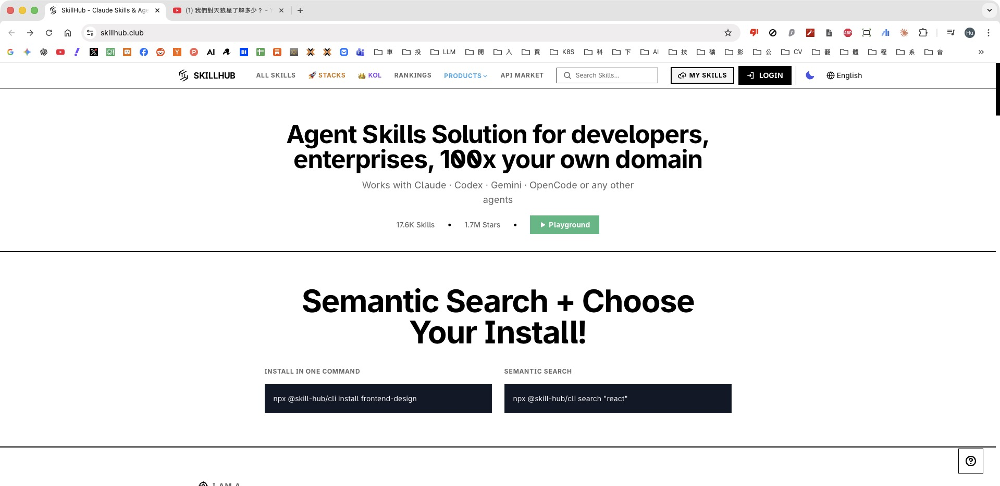 SkillHub - Claude Skills & Age
(1) 我們對天狼星了解多少？ - Y
skillhub.club
Hu
車 投 LLM 開 入 買 K8S 科 下 AI 技 礦 影 公 CV 翻 體 程 系 音
SKILLHUB ALL SKILLS STACKS KOL RANKINGS PRODUCTS API MARKET Search Skills... MY SKILLS LOGIN English
Agent Skills Solution for developers,
enterprises, 100x your own domain
Works with Claude · Codex · Gemini · OpenCode or any other
agents
17.6K Skills • 1.7M Stars • Playground
Semantic Search + Choose
Your Install!
INSTALL IN ONE COMMAND
npx @skill-hub/cli install frontend-design
SEMANTIC SEARCH
npx @skill-hub/cli search "react"
I AM A